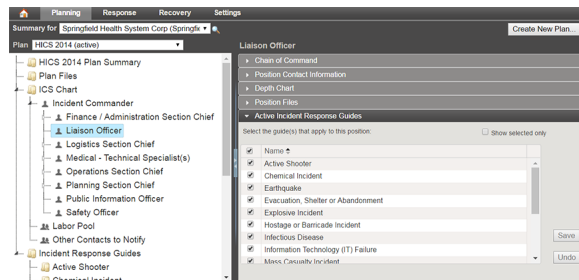 Planning Response Recovery Settings
Summary for Springfield Health System Corp (Springfi
Create New Plan...
Plan HICS 2014 (active)
HICS 2014 Plan Summary
Plan Files
ICS Chart
Incident Commander
Finance / Administration Section Chief
Liaison Officer
Logistics Section Chief
Medical - Technical Specialist(s)
Operations Section Chief
Planning Section Chief
Public Information Officer
Safety Officer
Labor Pool
Other Contacts to Notify
Incident Response Guides
Active Shooter
Chemical Incident
Liaison Officer
Chain of Command
Position Contact Information
Depth Chart
Position Files
Active Incident Response Guides
Select the guide(s) that apply to this position:
Show selected only
Name
Active Shooter
Chemical Incident
Earthquake
Evacuation, Shelter or Abandonment
Explosive Incident
Hostage or Barricade Incident
Infectious Disease
Information Technology (IT) Failure
Mass Casualty Incident
Save
Undo